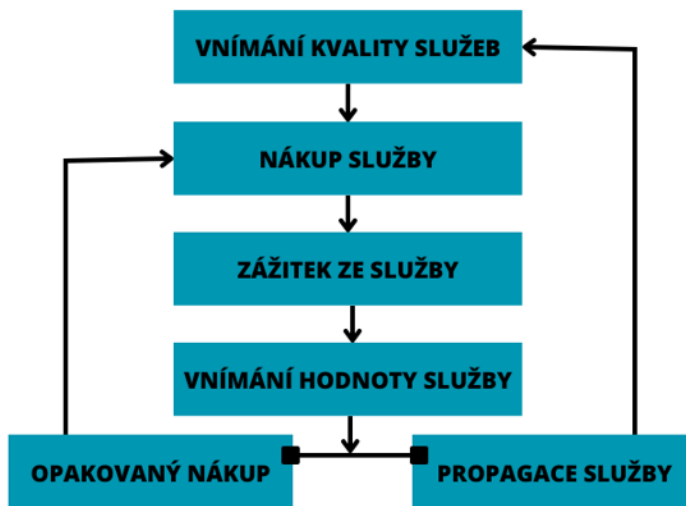 VNÍMÁNÍ KVALITY SLUŽEB
NÁKUP SLUŽBY
ZÁŽITEK ZE SLUŽBY
VNÍMÁNÍ HODNOTY SLUŽBY
OPAKOVANÝ NÁKUP
PROPAGACE SLUŽBY